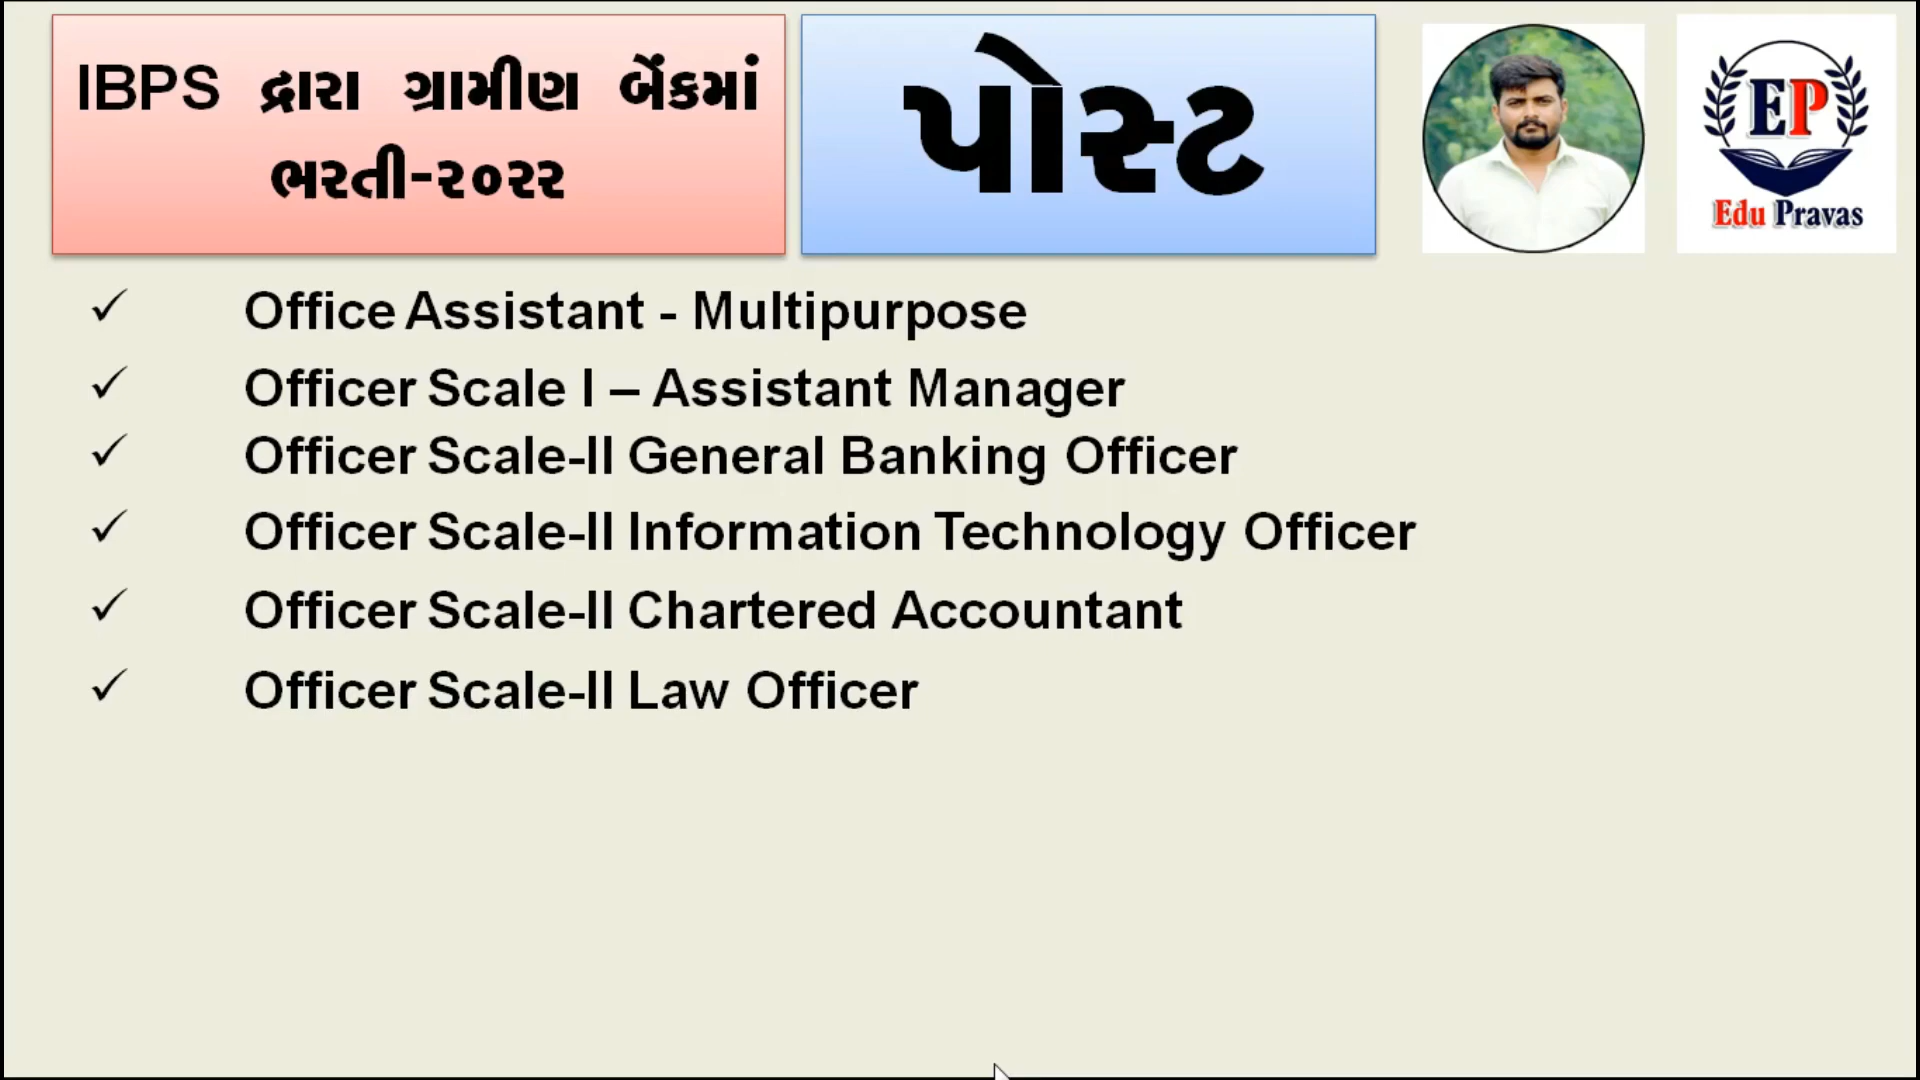 IBPS દ્વારા ગ્રામીણ બેંકમાં
ભરતી-૨૦૨૨
પોસ્ટ
EP
Edu Pravas
✓ Office Assistant - Multipurpose
✓ Officer Scale I – Assistant Manager
✓ Officer Scale-II General Banking Officer
✓ Officer Scale-II Information Technology Officer
✓ Officer Scale-II Chartered Accountant
✓ Officer Scale-II Law Officer